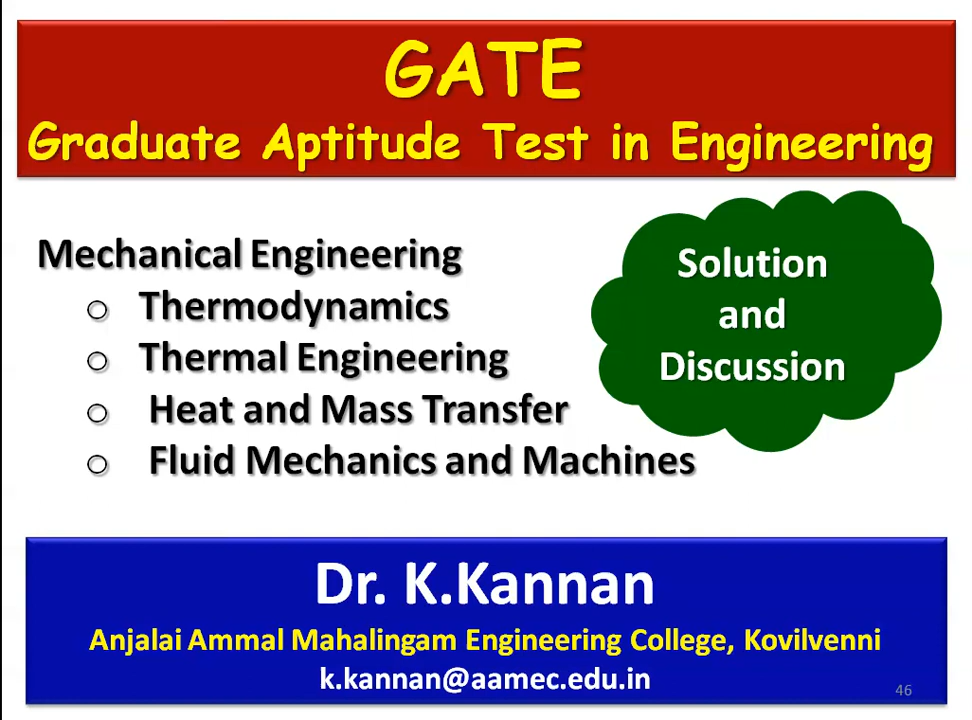 GATE
Graduate Aptitude Test in Engineering
Mechanical Engineering
o Thermodynamics
o Thermal Engineering
o Heat and Mass Transfer
o Fluid Mechanics and Machines
Solution
and
Discussion
Dr. K.Kannan
Anjalai Ammal Mahalingam Engineering College, Kovilvenni
k.kannan@aamec.edu.in
46